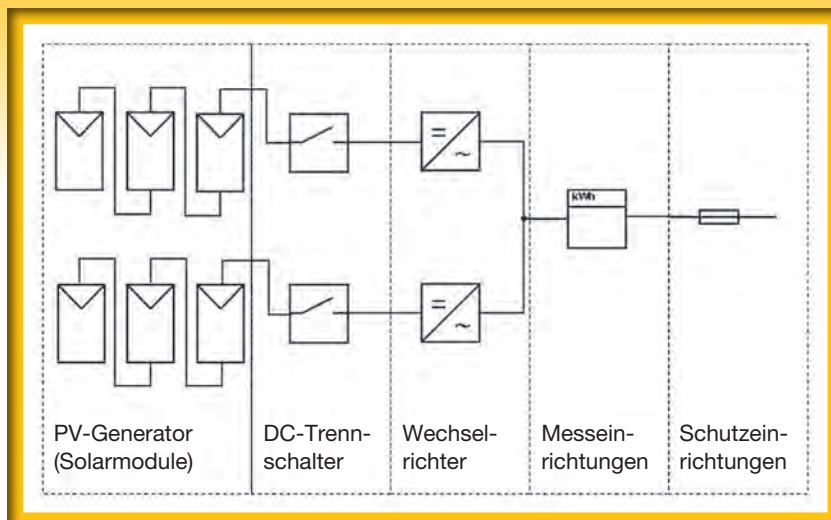 =
~
=
~
kWh
PV-Generator
(Solarmodule)
DC-Trenn-
schalter
Wechsel-
richter
Messein-
richtungen
Schutzein-
richtungen